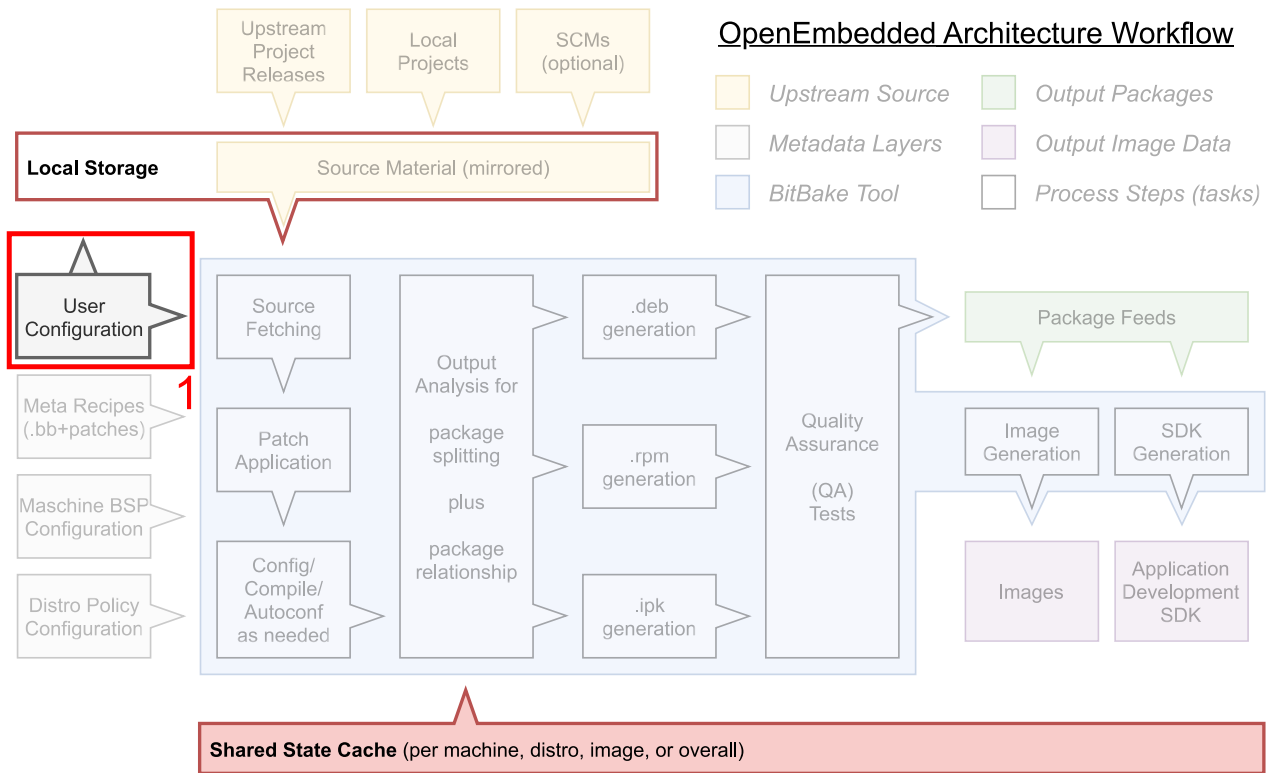 OpenEmbedded Architecture Workflow
Upstream
Project
Releases
Local
Projects
SCMs
(optional)
Upstream Source
Output Packages
Metadata Layers
Output Image Data
BitBake Tool
Process Steps (tasks)
Local Storage
Source Material (mirrored)
User
Configuration
1
Meta Recipes
(.bb+patches)
Maschine BSP
Configuration
Distro Policy
Configuration
Source
Fetching
Patch
Application
Config/
Compile/
Autoconf
as needed
Output
Analysis for
package
splitting
plus
package
relationship
.deb
generation
.rpm
generation
.ipk
generation
Quality
Assurance
(QA)
Tests
Package Feeds
Image
Generation
SDK
Generation
Images
Application
Development
SDK
Shared State Cache (per machine, distro, image, or overall)